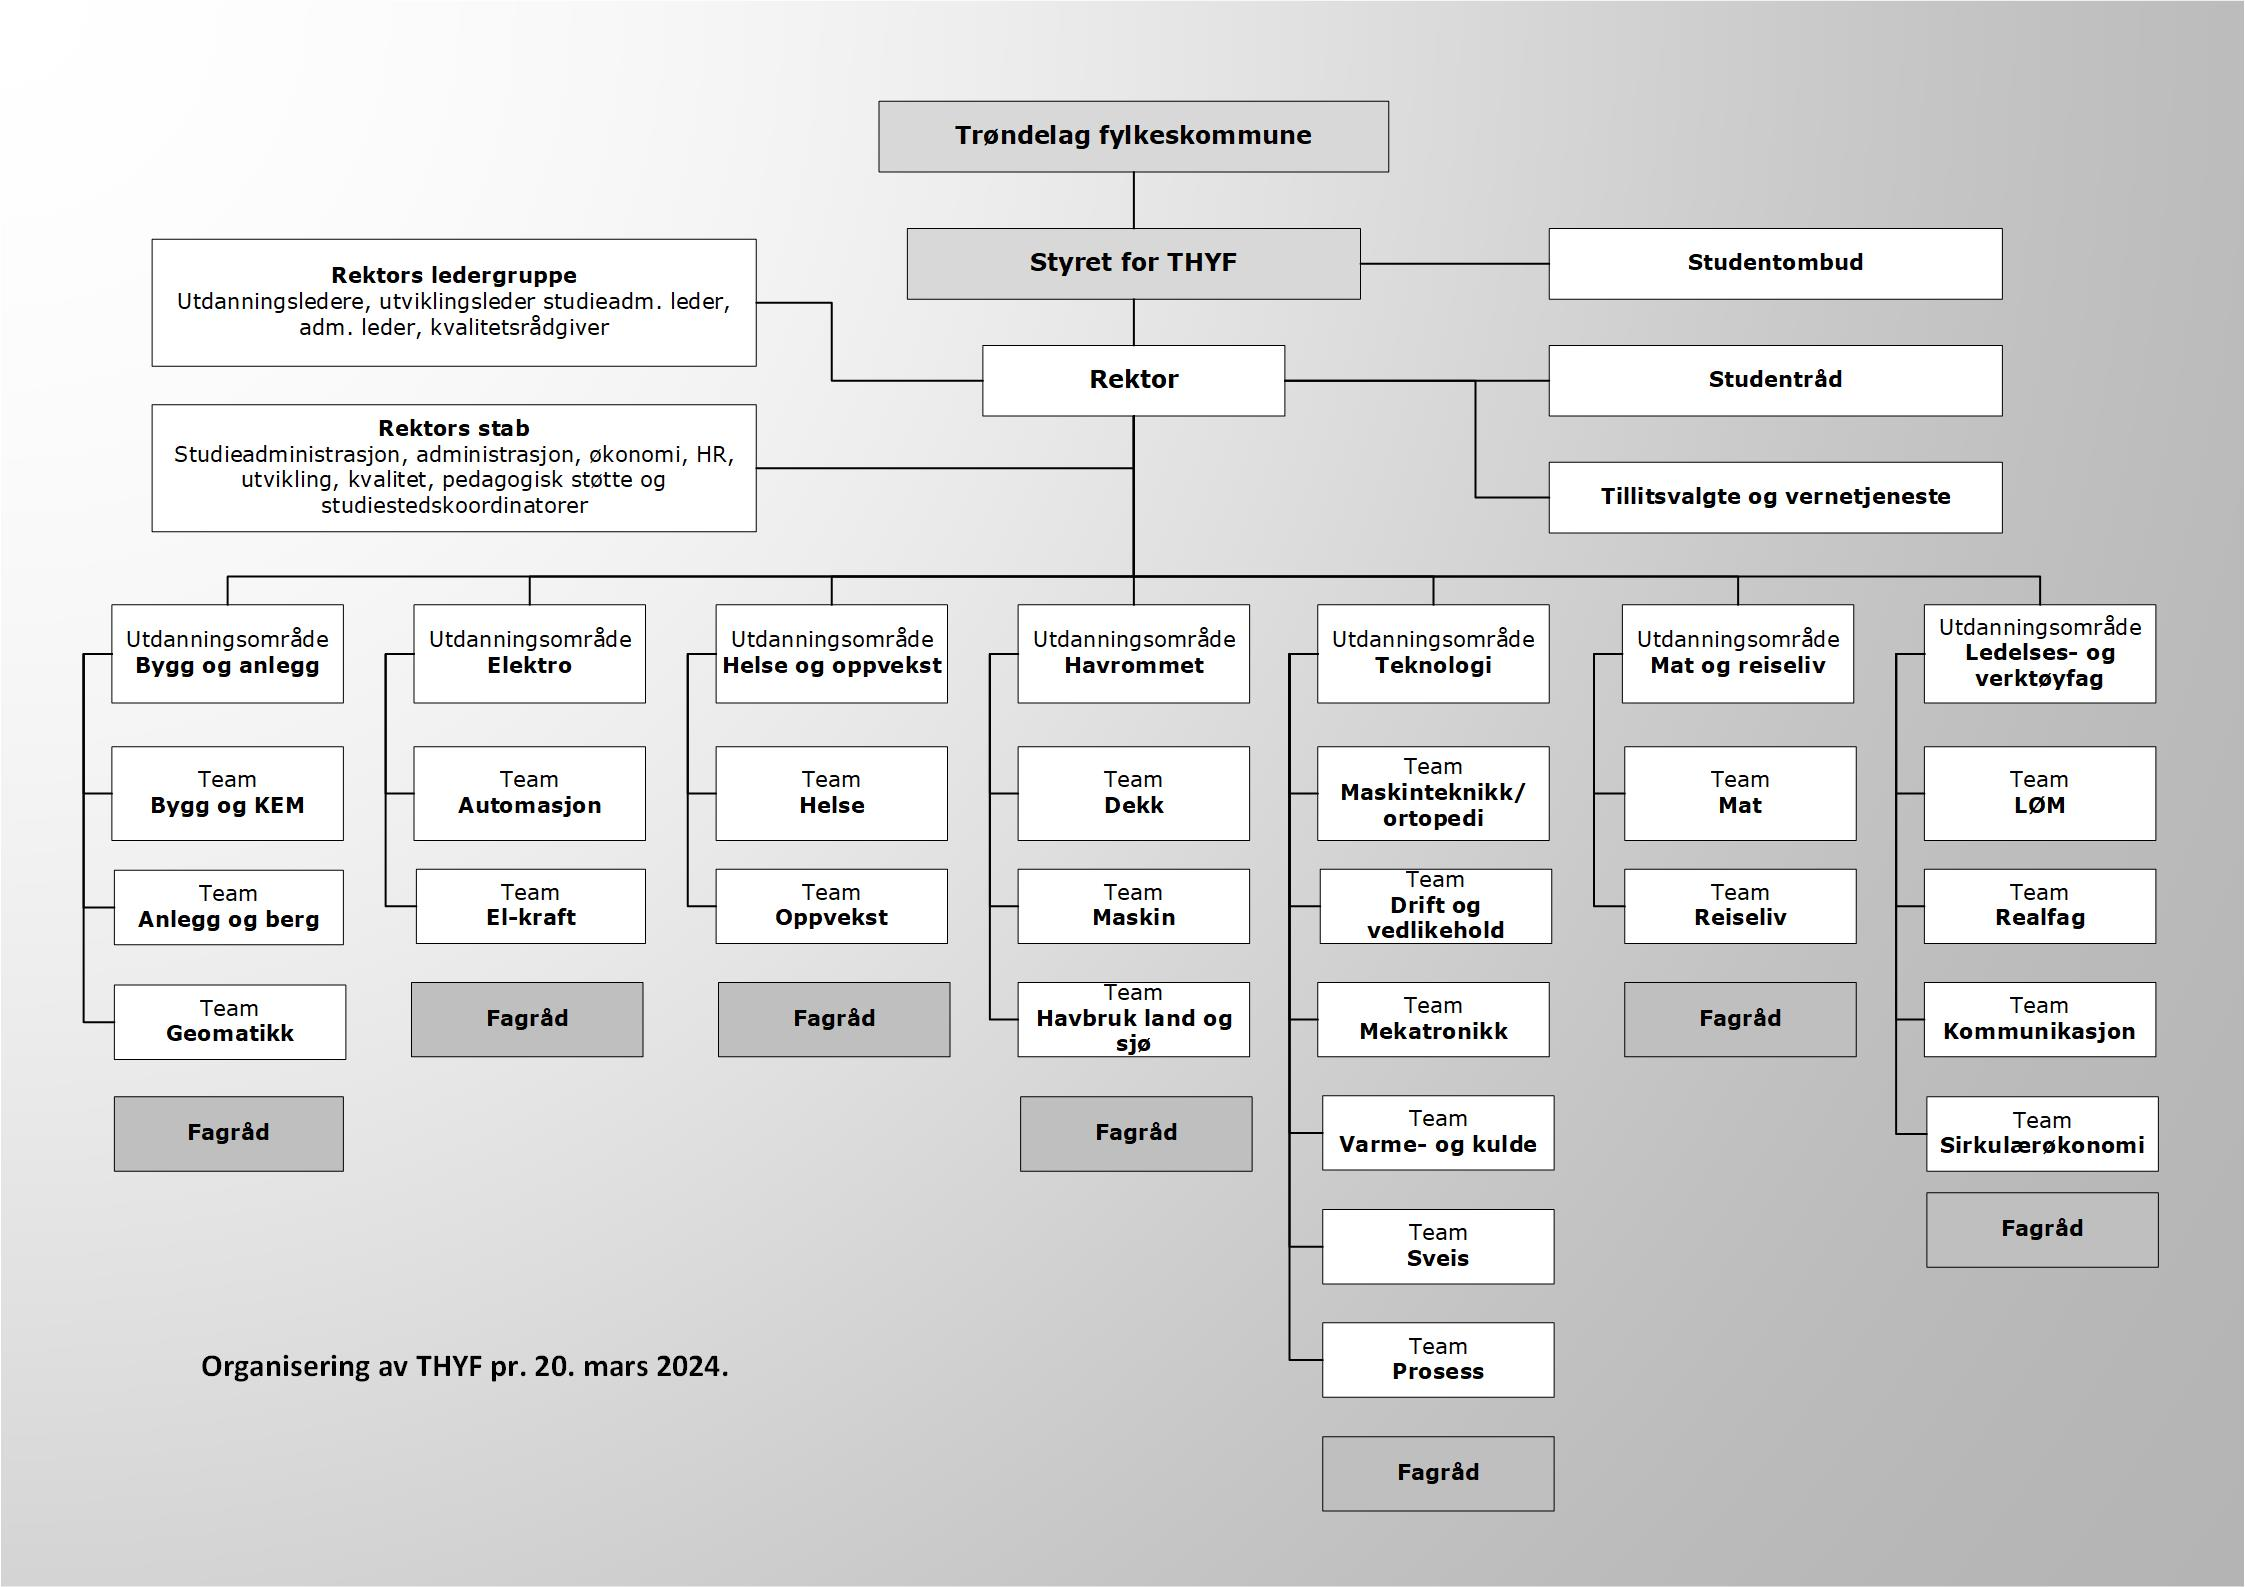 Trøndelag fylkeskommune
Styret for THYF
Studentombud
Rektors ledergruppe
Utdanningsledere, utviklingsleder studieadm. leder,
adm. leder, kvalitetsrådgiver
Rektor
Studentråd
Rektors stab
Studieadministrasjon, administrasjon, økonomi, HR,
utvikling, kvalitet, pedagogisk støtte og
studiestedskoordinatorer
Tillitsvalgte og vernetjeneste
Utdanningsområde
Bygg og anlegg
Team
Bygg og KEM
Team
Anlegg og berg
Team
Geomatikk
Fagråd
Utdanningsområde
Elektro
Team
Automasjon
Team
El-kraft
Fagråd
Utdanningsområde
Helse og oppvekst
Team
Helse
Team
Oppvekst
Fagråd
Utdanningsområde
Havrommet
Team
Dekk
Team
Maskin
Team
Havbruk land og
sjø
Fagråd
Utdanningsområde
Teknologi
Team
Maskinteknikk/
ortopedi
Team
Drift og
vedlikehold
Team
Mekatronikk
Team
Varme- og kulde
Team
Sveis
Team
Prosess
Fagråd
Utdanningsområde
Mat og reiseliv
Team
Mat
Team
Reiseliv
Fagråd
Utdanningsområde
Ledelses- og
verktøyfag
Team
LØM
Team
Realfag
Team
Kommunikasjon
Team
Sirkulærøkonomi
Fagråd
Organisering av THYF pr. 20. mars 2024.